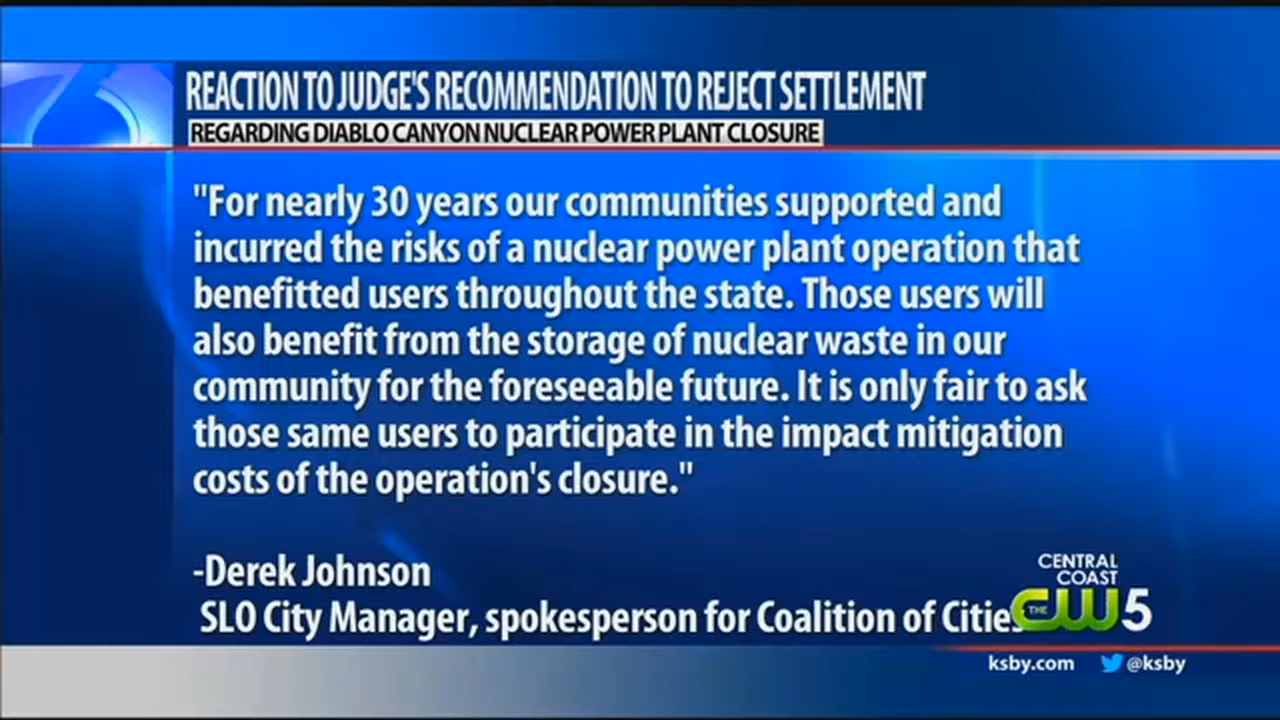 REACTION TO JUDGE'S RECOMMENDATION TO REJECT SETTLEMENT
REGARDING DIABLO CANYON NUCLEAR POWER PLANT CLOSURE
"For nearly 30 years our communities supported and
incurred the risks of a nuclear power plant operation that
benefitted users throughout the state. Those users will
also benefit from the storage of nuclear waste in our
community for the foreseeable future. It is only fair to ask
those same users to participate in the impact mitigation
costs of the operation's closure."
-Derek Johnson
SLO City Manager, spokesperson for Coalition of Cities
CENTRAL
COAST
THE CW 5
ksby.com @ksby